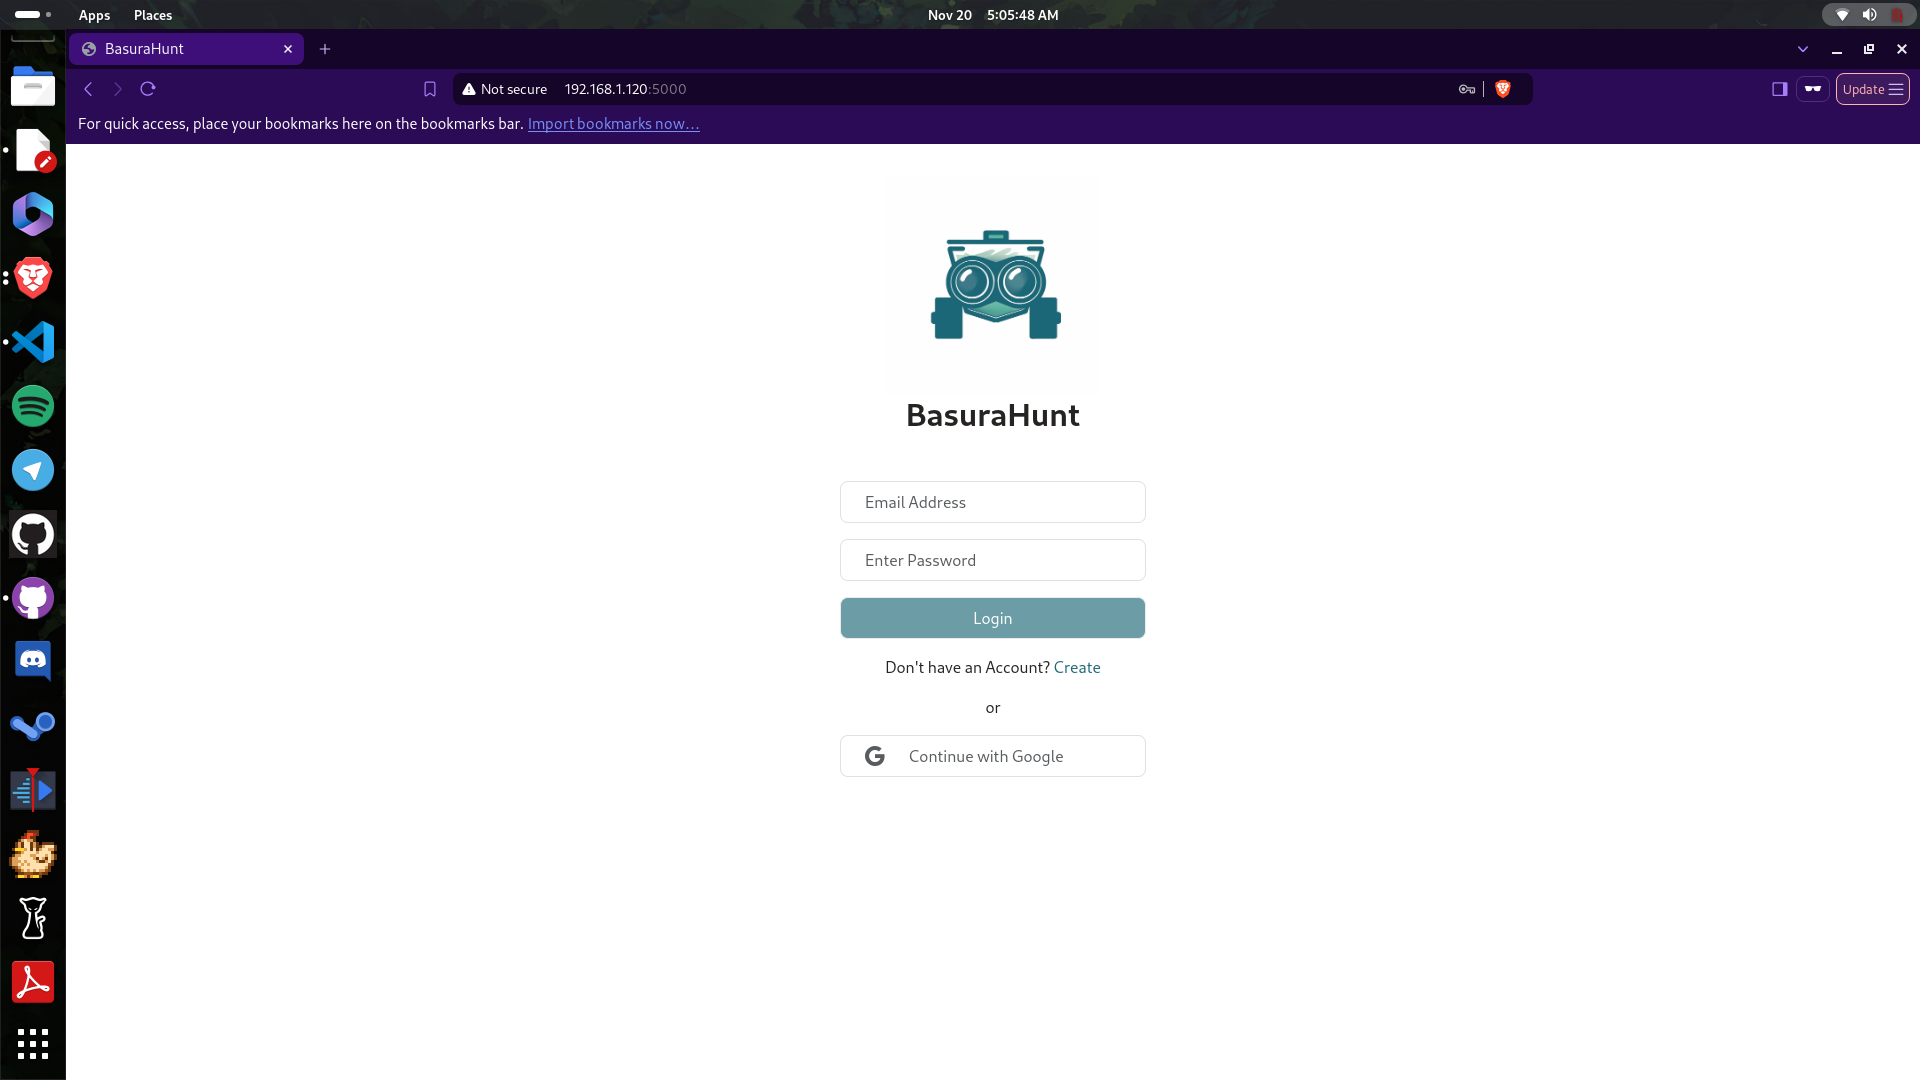 Apps Places Nov 20 5:05:48 AM
BasuraHunt
Not secure 192.168.1.120:5000 Update
For quick access, place your bookmarks here on the bookmarks bar. Import bookmarks now...
BasuraHunt
Email Address
Enter Password
Login
Don't have an Account? Create
or
Continue with Google